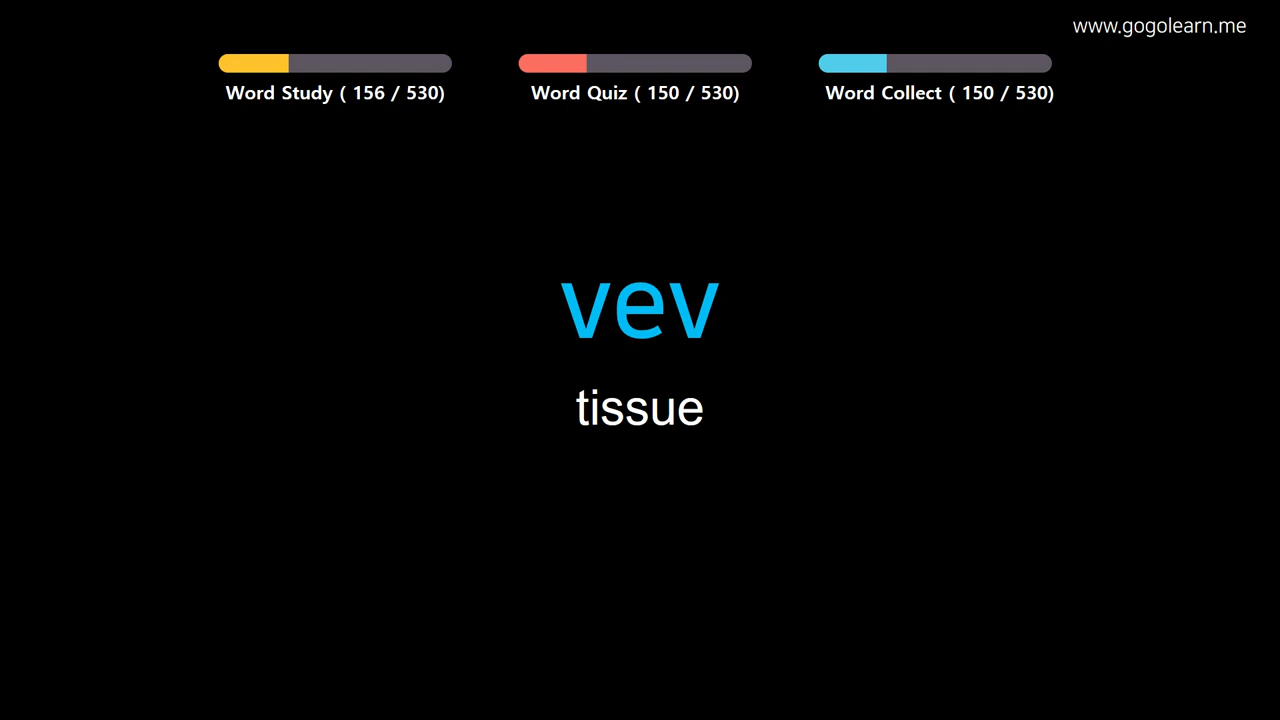 www.gogolearn.me
Word Study ( 156 / 530)
Word Quiz ( 150 / 530)
Word Collect ( 150 / 530)
vev
tissue